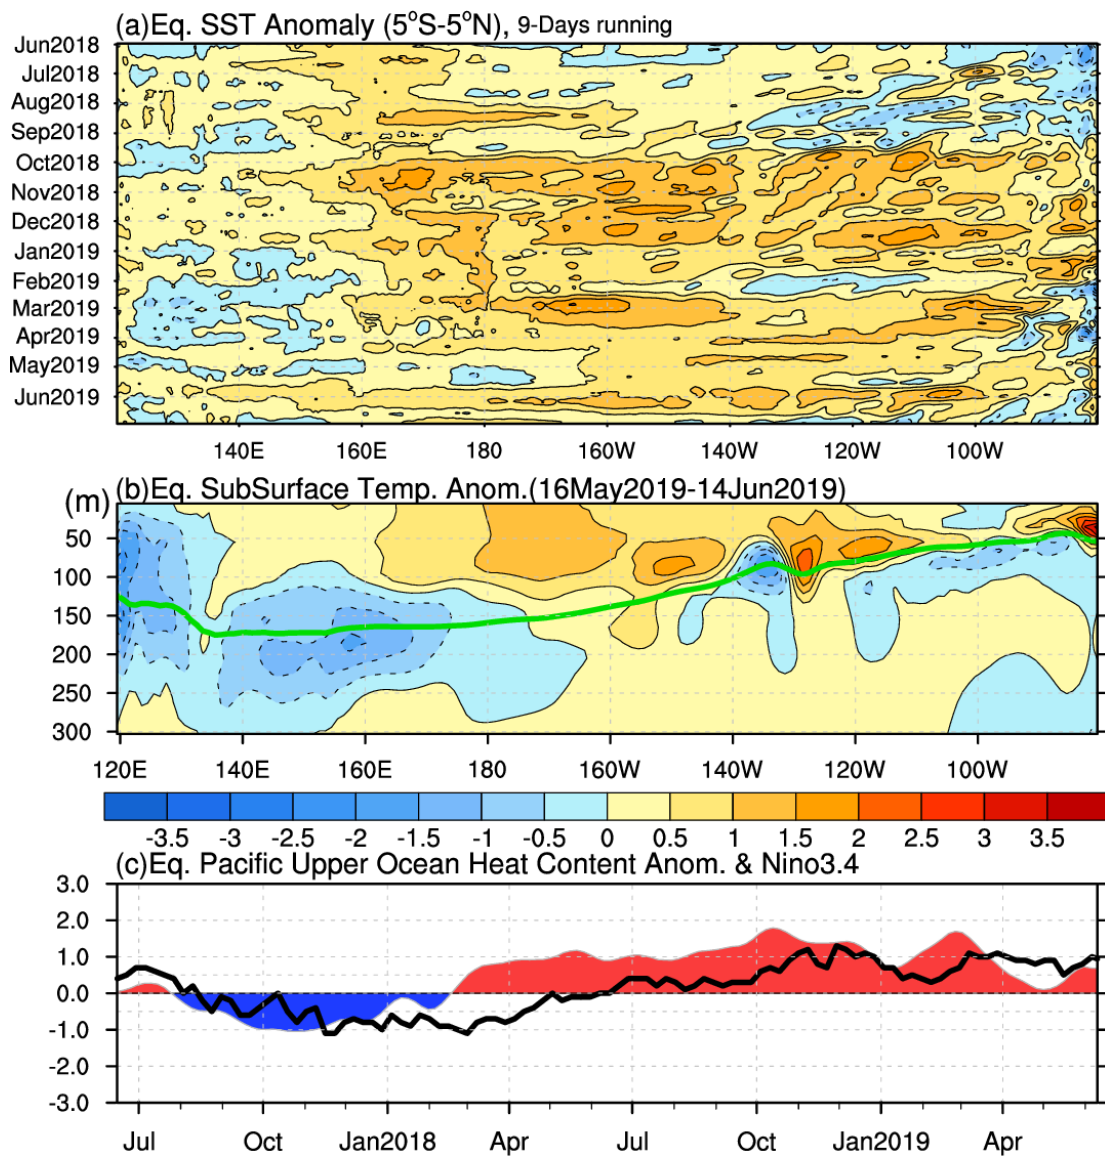 (a)Eq. SST Anomaly (5°S-5°N), 9-Days running
Jun2018
Jul2018
Aug2018
Sep2018
Oct2018
Nov2018
Dec2018
Jan2019
Feb2019
Mar2019
Apr2019
May2019
Jun2019
140E 160E 180 160W 140W 120W 100W
(m) (b)Eq. SubSurface Temp. Anom.(16May2019-14Jun2019)
50
100
150
200
250
300
120E 140E 160E 180 160W 140W 120W 100W
-3.5 -3 -2.5 -2 -1.5 -1 -0.5 0 0.5 1 1.5 2 2.5 3 3.5
(c)Eq. Pacific Upper Ocean Heat Content Anom. & Nino3.4
3.0
2.0
1.0
0.0
-1.0
-2.0
-3.0
Jul Oct Jan2018 Apr Jul Oct Jan2019 Apr